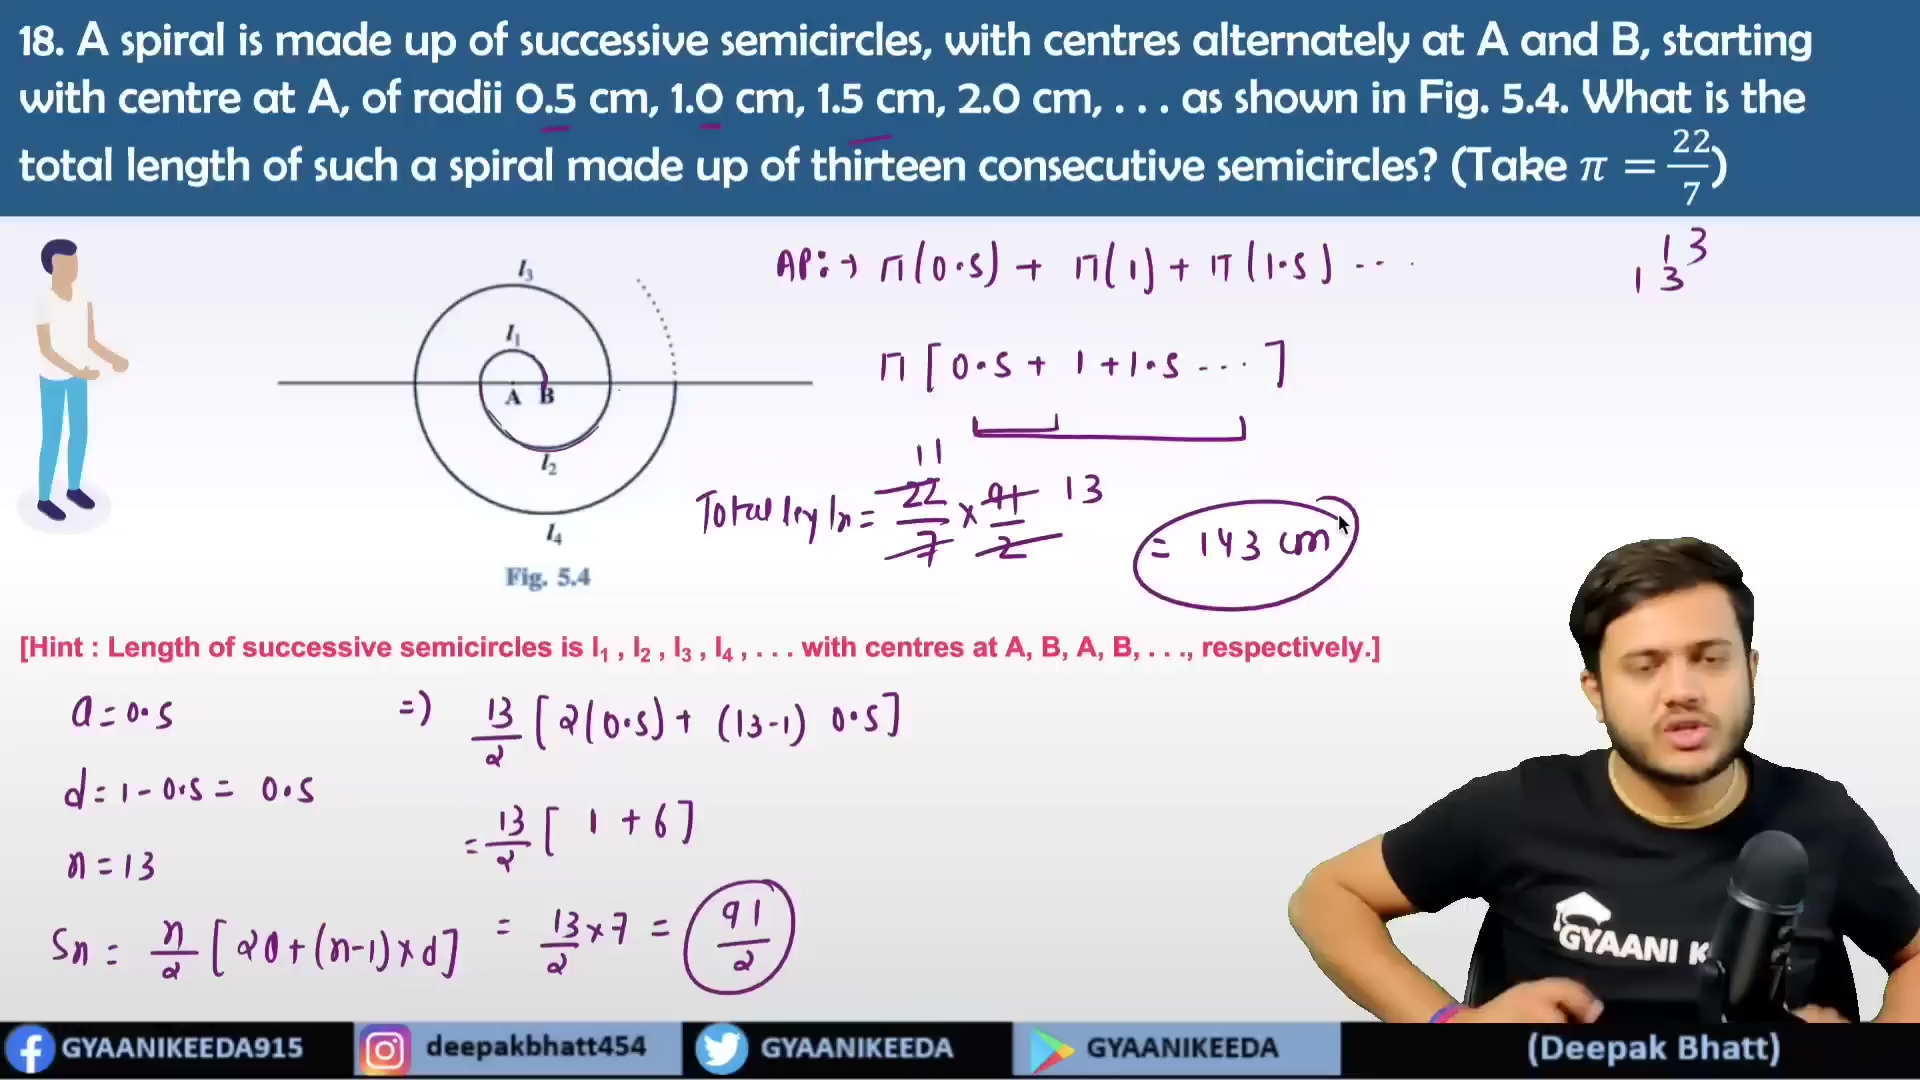 18. A spiral is made up of successive semicircles, with centres alternately at A and B, starting
with centre at A, of radii 0.5 cm, 1.0 cm, 1.5 cm, 2.0 cm, . . . as shown in Fig. 5.4. What is the
total length of such a spiral made up of thirteen consecutive semicircles? (Take π = 22/7)
AP:→ π(0.5) + π(1) + π(1.5) ...
13
13
π [0.5 + 1 + 1.5 ... ]
l3
l1
A B
l2
l4
Fig. 5.4
11
Total = 22/7 × 91/2 13
= 143 cm
[Hint : Length of successive semicircles is l1 , l2 , l3 , l4 , . . . with centres at A, B, A, B, . . ., respectively.]
a = 0.5
d = 1 - 0.5 = 0.5
n = 13
Sn = n/2 [2a + (n-1) x d]
=) 13/2 [2(0.5) + (13-1) 0.5]
= 13/2 [ 1 + 6]
= 13/2 x 7 = 91/2
GYAANI K
GYAANIKEEDA915
deepakbhatt454
GYAANIKEEDA
GYAANIKEEDA
(Deepak Bhatt)